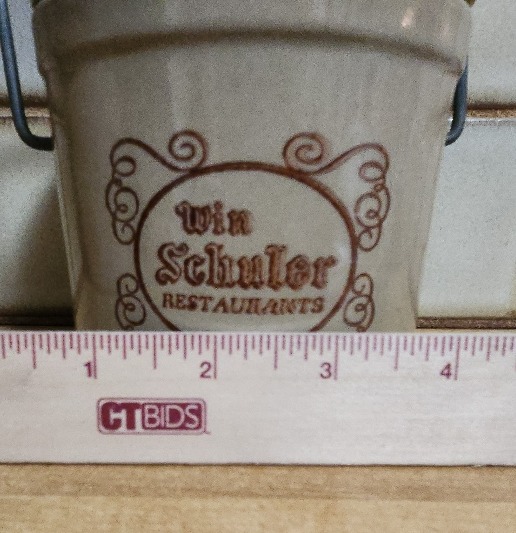 Win
Schuler
RESTAURANTS
1 2 3 4
CTBIDS